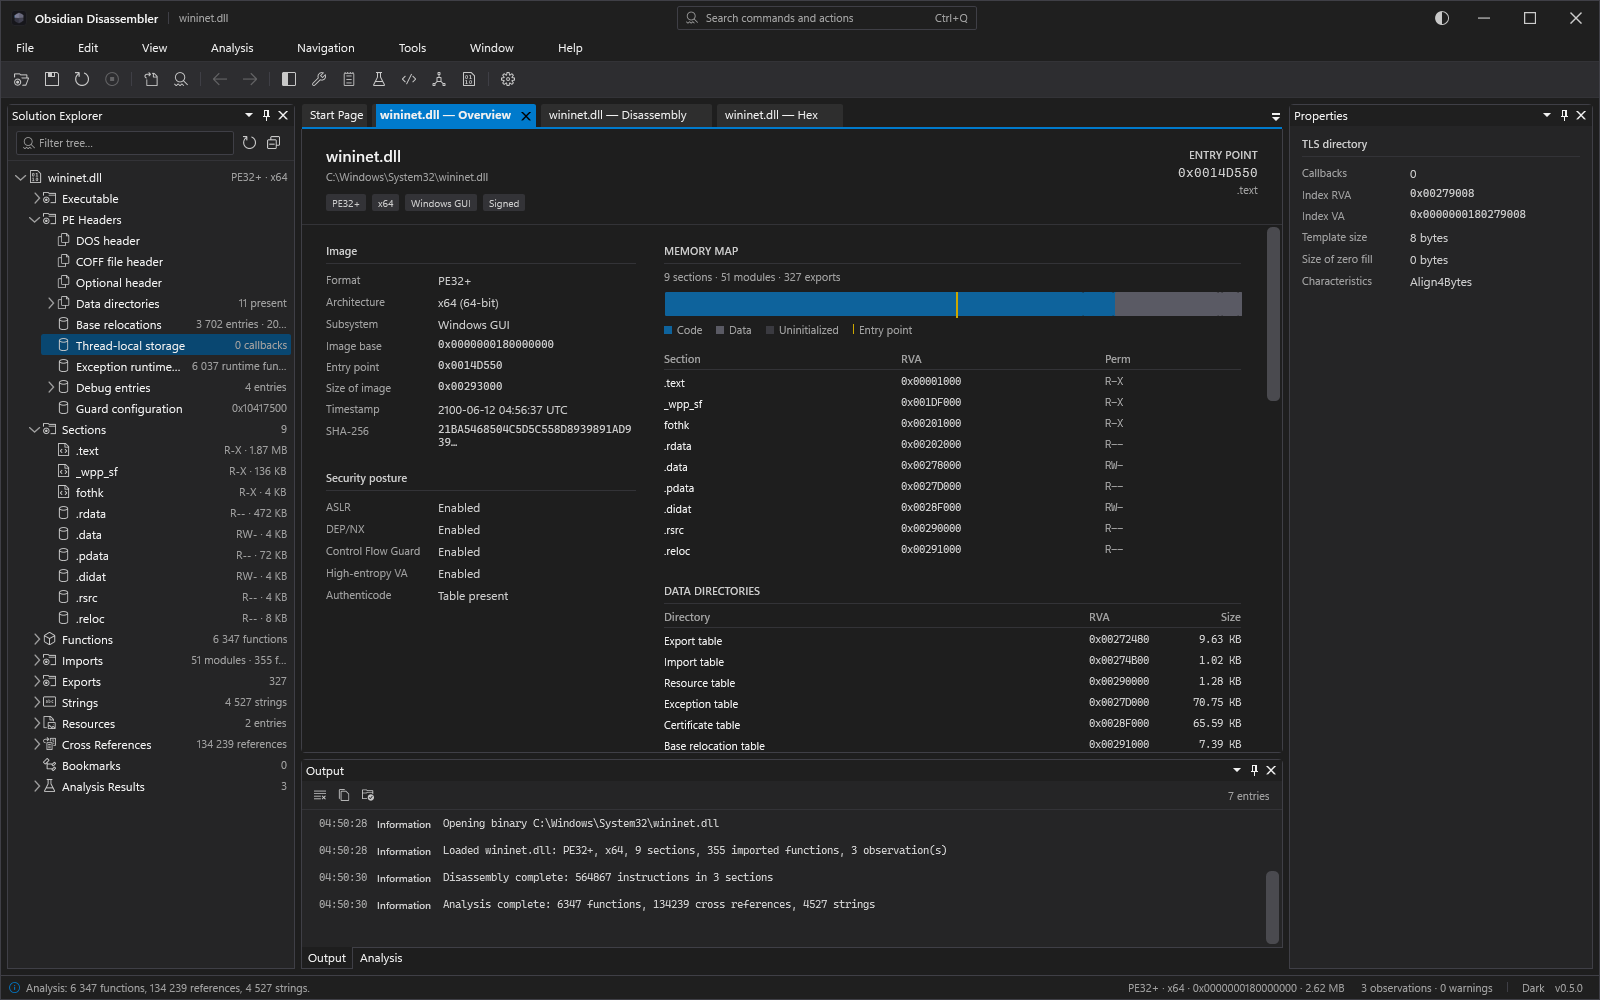 Obsidian Disassembler wininet.dll
Search commands and actions Ctrl+Q
File Edit View Analysis Navigation Tools Window Help
Solution Explorer
Filter tree...
wininet.dll PE32+ · x64
Executable
PE Headers
DOS header
COFF file header
Optional header
Data directories 11 present
Base relocations 3 702 entries · 20...
Thread-local storage 0 callbacks
Exception runtime... 6 037 runtime fun...
Debug entries 4 entries
Guard configuration 0x10417500
Sections 9
.text R-X · 1.87 MB
_wpp_sf R-X · 136 KB
fothk R-X · 4 KB
.rdata R-- · 472 KB
.data RW- · 4 KB
.pdata R-- · 72 KB
.didat RW- · 4 KB
.rsrc R-- · 4 KB
.reloc R-- · 8 KB
Functions 6 347 functions
Imports 51 modules · 355 f...
Exports 327
Strings 4 527 strings
Resources 2 entries
Cross References 134 239 references
Bookmarks 0
Analysis Results 3
Start Page wininet.dll — Overview wininet.dll — Disassembly wininet.dll — Hex
wininet.dll
C:\Windows\System32\wininet.dll
PE32+ x64 Windows GUI Signed
ENTRY POINT
0x0014D550
.text
Image
Format PE32+
Architecture x64 (64-bit)
Subsystem Windows GUI
Image base 0x0000000180000000
Entry point 0x0014D550
Size of image 0x00293000
Timestamp 2100-06-12 04:56:37 UTC
SHA-256 21BA5468504C5D5C558D8939891AD9
39…
Security posture
ASLR Enabled
DEP/NX Enabled
Control Flow Guard Enabled
High-entropy VA Enabled
Authenticode Table present
MEMORY MAP
9 sections · 51 modules · 327 exports
Code Data Uninitialized Entry point
Section RVA Perm
.text 0x00001000 R-X
_wpp_sf 0x001DF000 R-X
fothk 0x00201000 R-X
.rdata 0x00202000 R--
.data 0x00278000 RW-
.pdata 0x0027D000 R--
.didat 0x0028F000 RW-
.rsrc 0x00290000 R--
.reloc 0x00291000 R--
DATA DIRECTORIES
Directory RVA Size
Export table 0x00272480 9.63 KB
Import table 0x00274B00 1.02 KB
Resource table 0x00290000 1.28 KB
Exception table 0x0027D000 70.75 KB
Certificate table 0x0028F000 65.59 KB
Base relocation table 0x00291000 7.39 KB
Output
7 entries
04:50:28 Information Opening binary C:\Windows\System32\wininet.dll
04:50:28 Information Loaded wininet.dll: PE32+, x64, 9 sections, 355 imported functions, 3 observation(s)
04:50:30 Information Disassembly complete: 564867 instructions in 3 sections
04:50:30 Information Analysis complete: 6347 functions, 134239 cross references, 4527 strings
Output Analysis
Properties
TLS directory
Callbacks 0
Index RVA 0x00279008
Index VA 0x0000000180279008
Template size 8 bytes
Size of zero fill 0 bytes
Characteristics Align4Bytes
Analysis: 6 347 functions, 134 239 references, 4 527 strings.
PE32+ · x64 · 0x0000000180000000 · 2.62 MB 3 observations · 0 warnings Dark v0.5.0